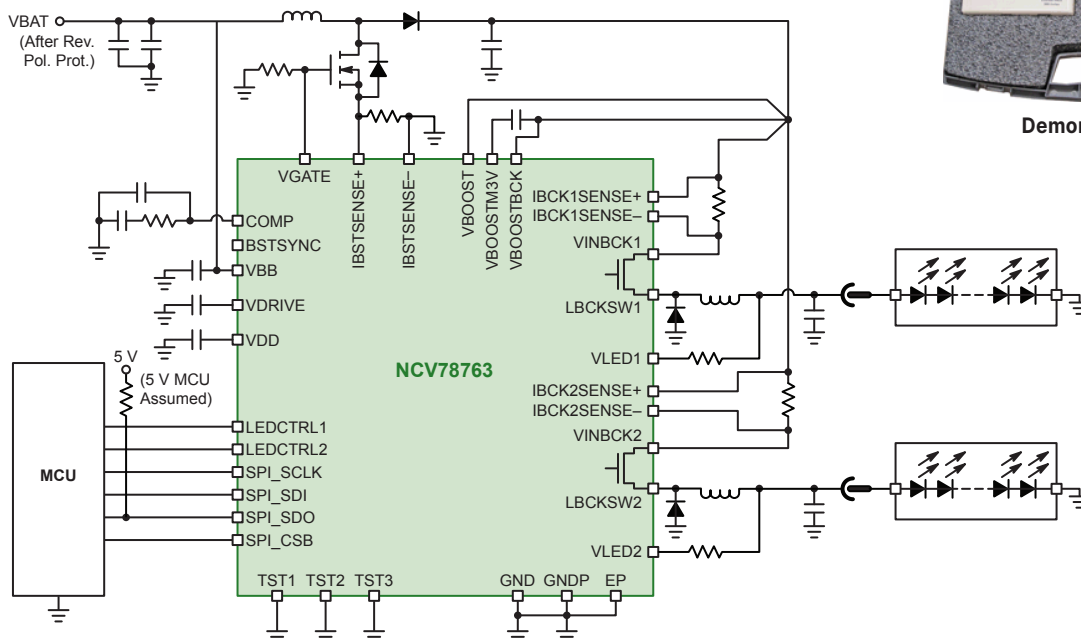 VBAT
(After Rev.
Pol. Prot.)
Demon
VGATE
IBSTSENSE+
IBSTSENSE–
VBOOST
VBOOSTM3V
VBOOSTBCK
COMP
BSTSYNC
VBB
VDRIVE
VDD
IBCK1SENSE+
IBCK1SENSE–
VINBCK1
LBCKSW1
VLED1
NCV78763
IBCK2SENSE+
IBCK2SENSE–
VINBCK2
LBCKSW2
VLED2
5 V
(5 V MCU
Assumed)
MCU
LEDCTRL1
LEDCTRL2
SPI_SCLK
SPI_SDI
SPI_SDO
SPI_CSB
TST1 TST2 TST3
GND GNDP EP